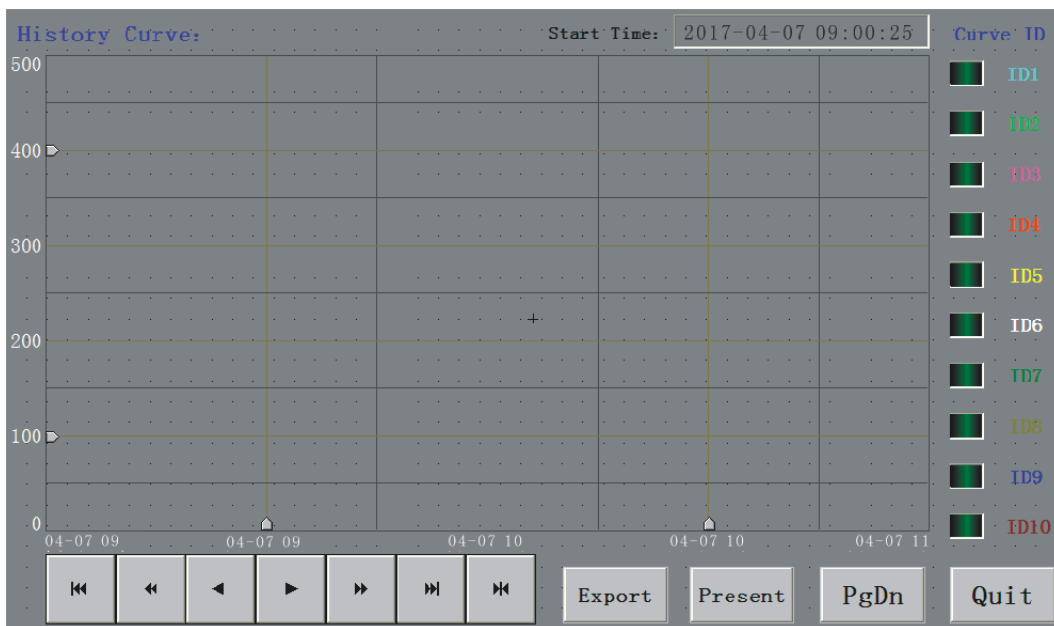 History Curve:
Start Time: 2017-04-07 09:00:25
Curve ID
500
400
300
200
100
0
04-07 09 04-07 09 04-07 10 04-07 10 04-07 11
ID1
ID2
ID3
ID4
ID5
ID6
ID7
ID8
ID9
ID10
Export Present PgDn Quit